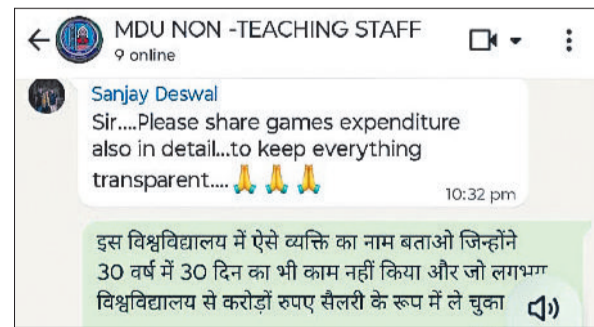 MDU NON -TEACHING STAFF
9 online
Sanjay Deswal
Sir....Please share games expenditure
also in detail...to keep everything
transparent....🙏🙏🙏
10:32 pm
इस विश्वविद्यालय में ऐसे व्यक्ति का नाम बताओ जिन्होंने
30 वर्ष में 30 दिन का भी काम नहीं किया और जो
विश्वविद्यालय से करोड़ों रुपए सैलरी के रूप में ले चुका